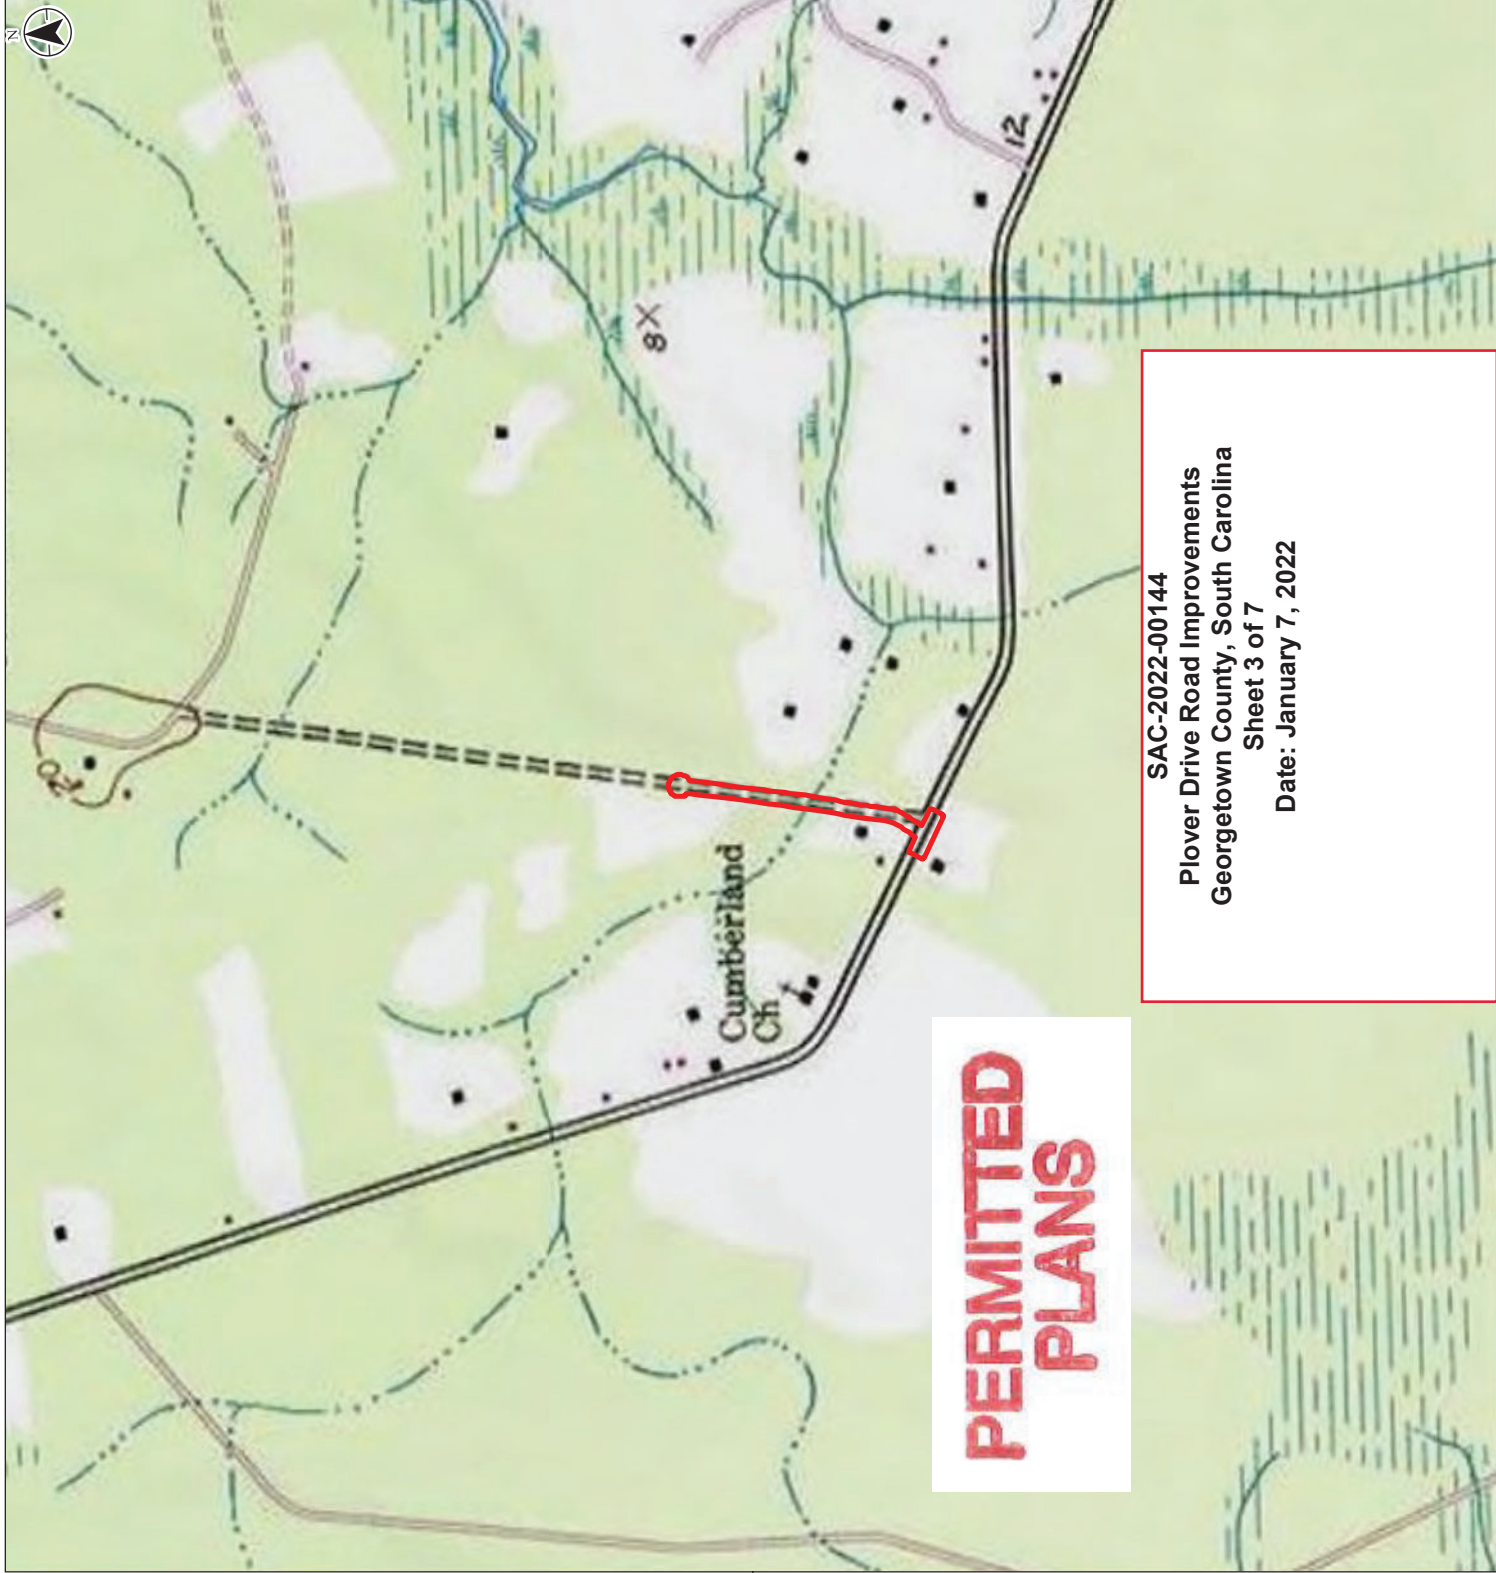 N
20
8
12
Cumberland
Ch
PERMITTED
PLANS
SAC-2022-00144
Plover Drive Road Improvements
Georgetown County, South Carolina
Sheet 3 of 7
Date: January 7, 2022